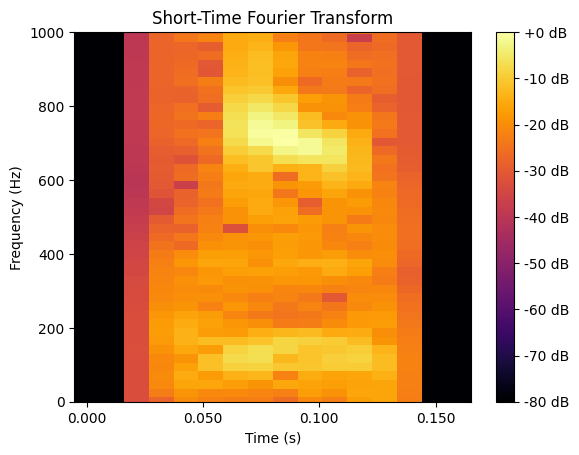 Short-Time Fourier Transform
1000
800
600
400
200
0
Frequency (Hz)
0.000
0.050
0.100
0.150
Time (s)
+0 dB
-10 dB
-20 dB
-30 dB
-40 dB
-50 dB
-60 dB
-70 dB
-80 dB